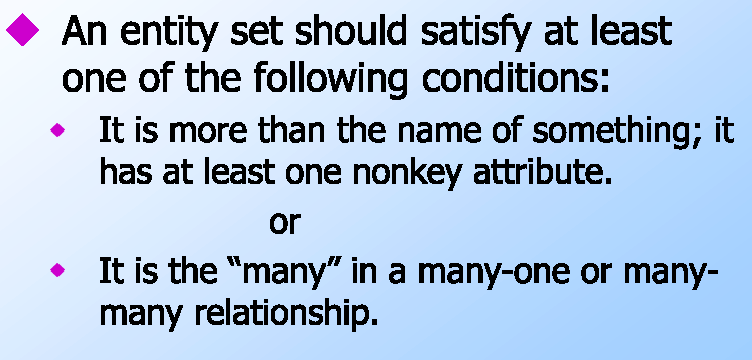 An entity set should satisfy at least
one of the following conditions:
It is more than the name of something; it
has at least one nonkey attribute.
or
It is the “many” in a many-one or many-
many relationship.